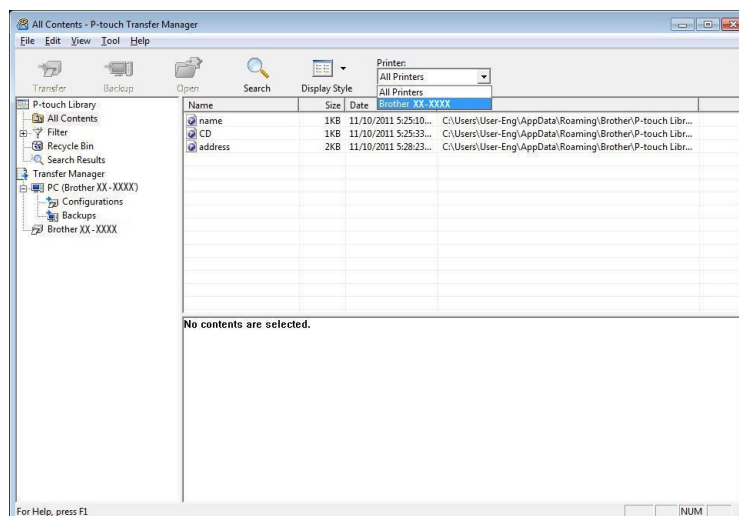 All Contents - P-touch Transfer Manager
File Edit View Tool Help
Transfer Backup Open Search Display Style
Printer:
All Printers
All Printers
Brother XX-XXXX
P-touch Library
All Contents
Filter
Recycle Bin
Search Results
Transfer Manager
PC (Brother XX-XXXX)
Configurations
Backups
Brother XX-XXXX
Name Size Date
name 1KB 11/10/2011 5:25:10... C:\Users\User-Eng\AppData\Roaming\Brother\P-touch Libr...
CD 1KB 11/10/2011 5:25:33... C:\Users\User-Eng\AppData\Roaming\Brother\P-touch Libr...
address 2KB 11/10/2011 5:28:23... C:\Users\User-Eng\AppData\Roaming\Brother\P-touch Libr...
No contents are selected.
For Help, press F1
NUM